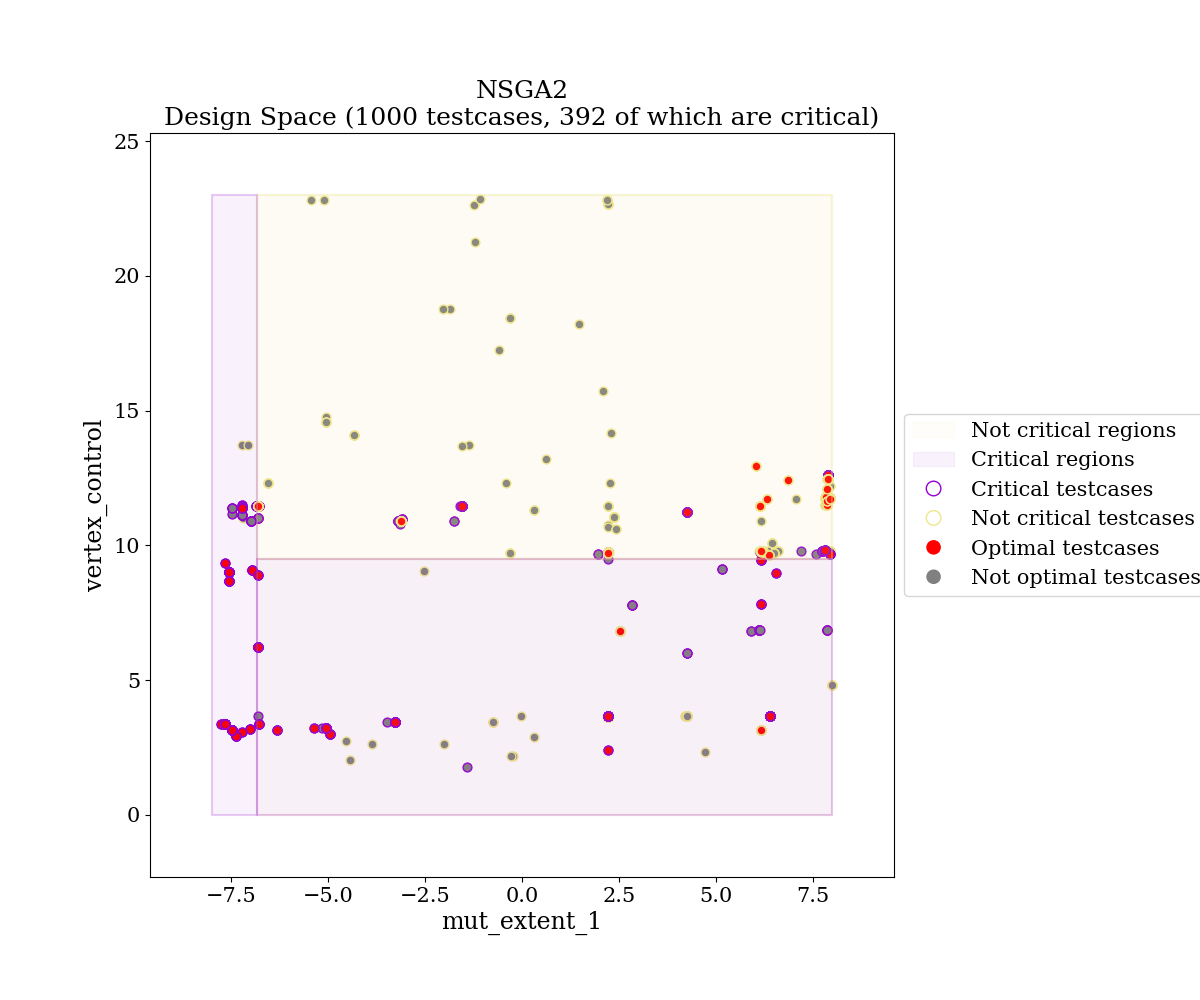 NSGA2
Design Space (1000 testcases, 392 of which are critical)
25
20
15
10
5
0
vertex_control
−7.5
−5.0
−2.5
0.0
2.5
5.0
7.5
mut_extent_1
Not critical regions
Critical regions
Critical testcases
Not critical testcases
Optimal testcases
Not optimal testcases